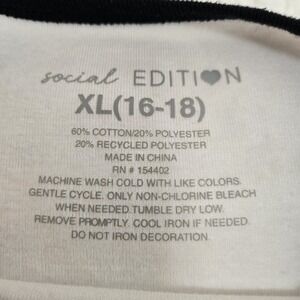 social EDITION
XL(16-18)
60% COTTON/20% POLYESTER
20% RECYCLED POLYESTER
MADE IN CHINA
RN # 154402
MACHINE WASH COLD WITH LIKE COLORS.
GENTLE CYCLE. ONLY NON-CHLORINE BLEACH
WHEN NEEDED.TUMBLE DRY LOW.
REMOVE PROMPTLY. COOL IRON IF NEEDED.
DO NOT IRON DECORATION.